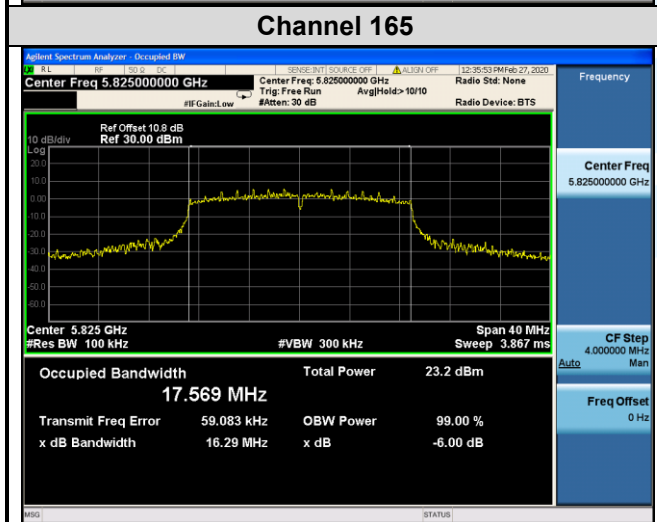 Channel 165
Agilent Spectrum Analyzer - Occupied BW
RL RF 50 Ω DC SENSE:INT SOURCE OFF ALIGN OFF 12:35:53 PM Feb 27, 2020
Center Freq 5.825000000 GHz
Center Freq: 5.825000000 GHz
Radio Std: None
Trig: Free Run Avg|Hold:> 10/10
#IFGain:Low #Atten: 30 dB Radio Device: BTS
Ref Offset 10.8 dB
10 dB/div Ref 30.00 dBm
Log
20.0
10.0
0.00
-10.0
-20.0
-30.0
-40.0
-50.0
-60.0
Center 5.825 GHz Span 40 MHz
#Res BW 100 kHz #VBW 300 kHz Sweep 3.867 ms
Occupied Bandwidth Total Power 23.2 dBm
17.569 MHz
Transmit Freq Error 59.083 kHz OBW Power 99.00 %
x dB Bandwidth 16.29 MHz x dB -6.00 dB
MSG STATUS
Frequency
Center Freq
5.825000000 GHz
CF Step
4.000000 MHz
Auto Man
Freq Offset
0 Hz